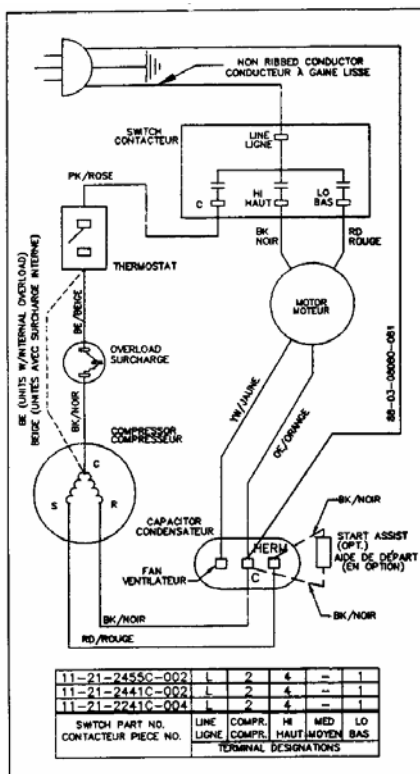 NON RIBBED CONDUCTOR
CONDUCTEUR À GAINE LISSE
SWITCH
CONTACTEUR
LINE
LIGNE
PK/ROSE
C
HI
HAUT
LO
BAS
BK
NOIR
RD
ROUGE
THERMOSTAT
MOTOR
MOTEUR
BE (UNITS W/INTERNAL OVERLOAD)
BEIGE (UNITÉS AVEC SURCHARGE INTERNE)
BE/BEIGE
OVERLOAD
SURCHARGE
BK/NOIR
YW/JAUNE
OE/ORANGE
88-03-08060-061
COMPRESSOR
COMPRESSEUR
C
S
R
CAPACITOR
CONDENSATEUR
HERM
BK/NOIR
START ASSIST
(OPT.)
AIDE DE DÉPART
(EN OPTION)
FAN
VENTILATEUR
C
BK/NOIR
BK/NOIR
RD/ROUGE
11-21-2455C-002 L 2 4 – 1
11-21-2441C-002 L 2 4 – 1
11-21-2241C-004 L 2 4 – 1
SWITCH PART NO. LINE COMPR. HI MED LO
CONTACTEUR PIECE NO. LIGNE COMPR. HAUT MOYEN BAS
TERMINAL DESIGNATIONS